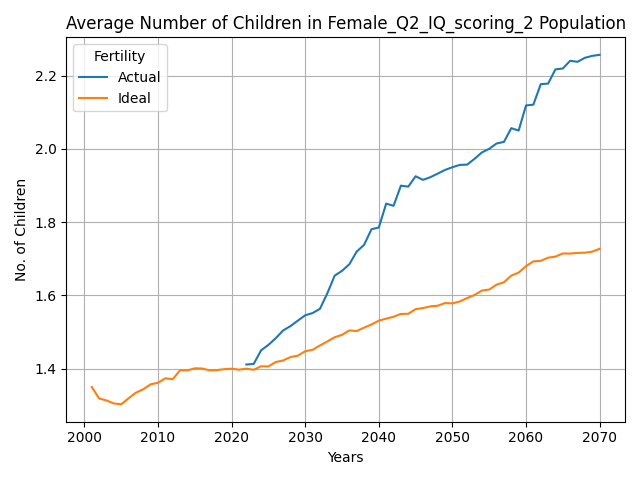 Average Number of Children in Female_Q2_IQ_scoring_2 Population
Fertility
Actual
Ideal
2.2
2.0
1.8
1.6
1.4
No. of Children
2000 2010 2020 2030 2040 2050 2060 2070
Years